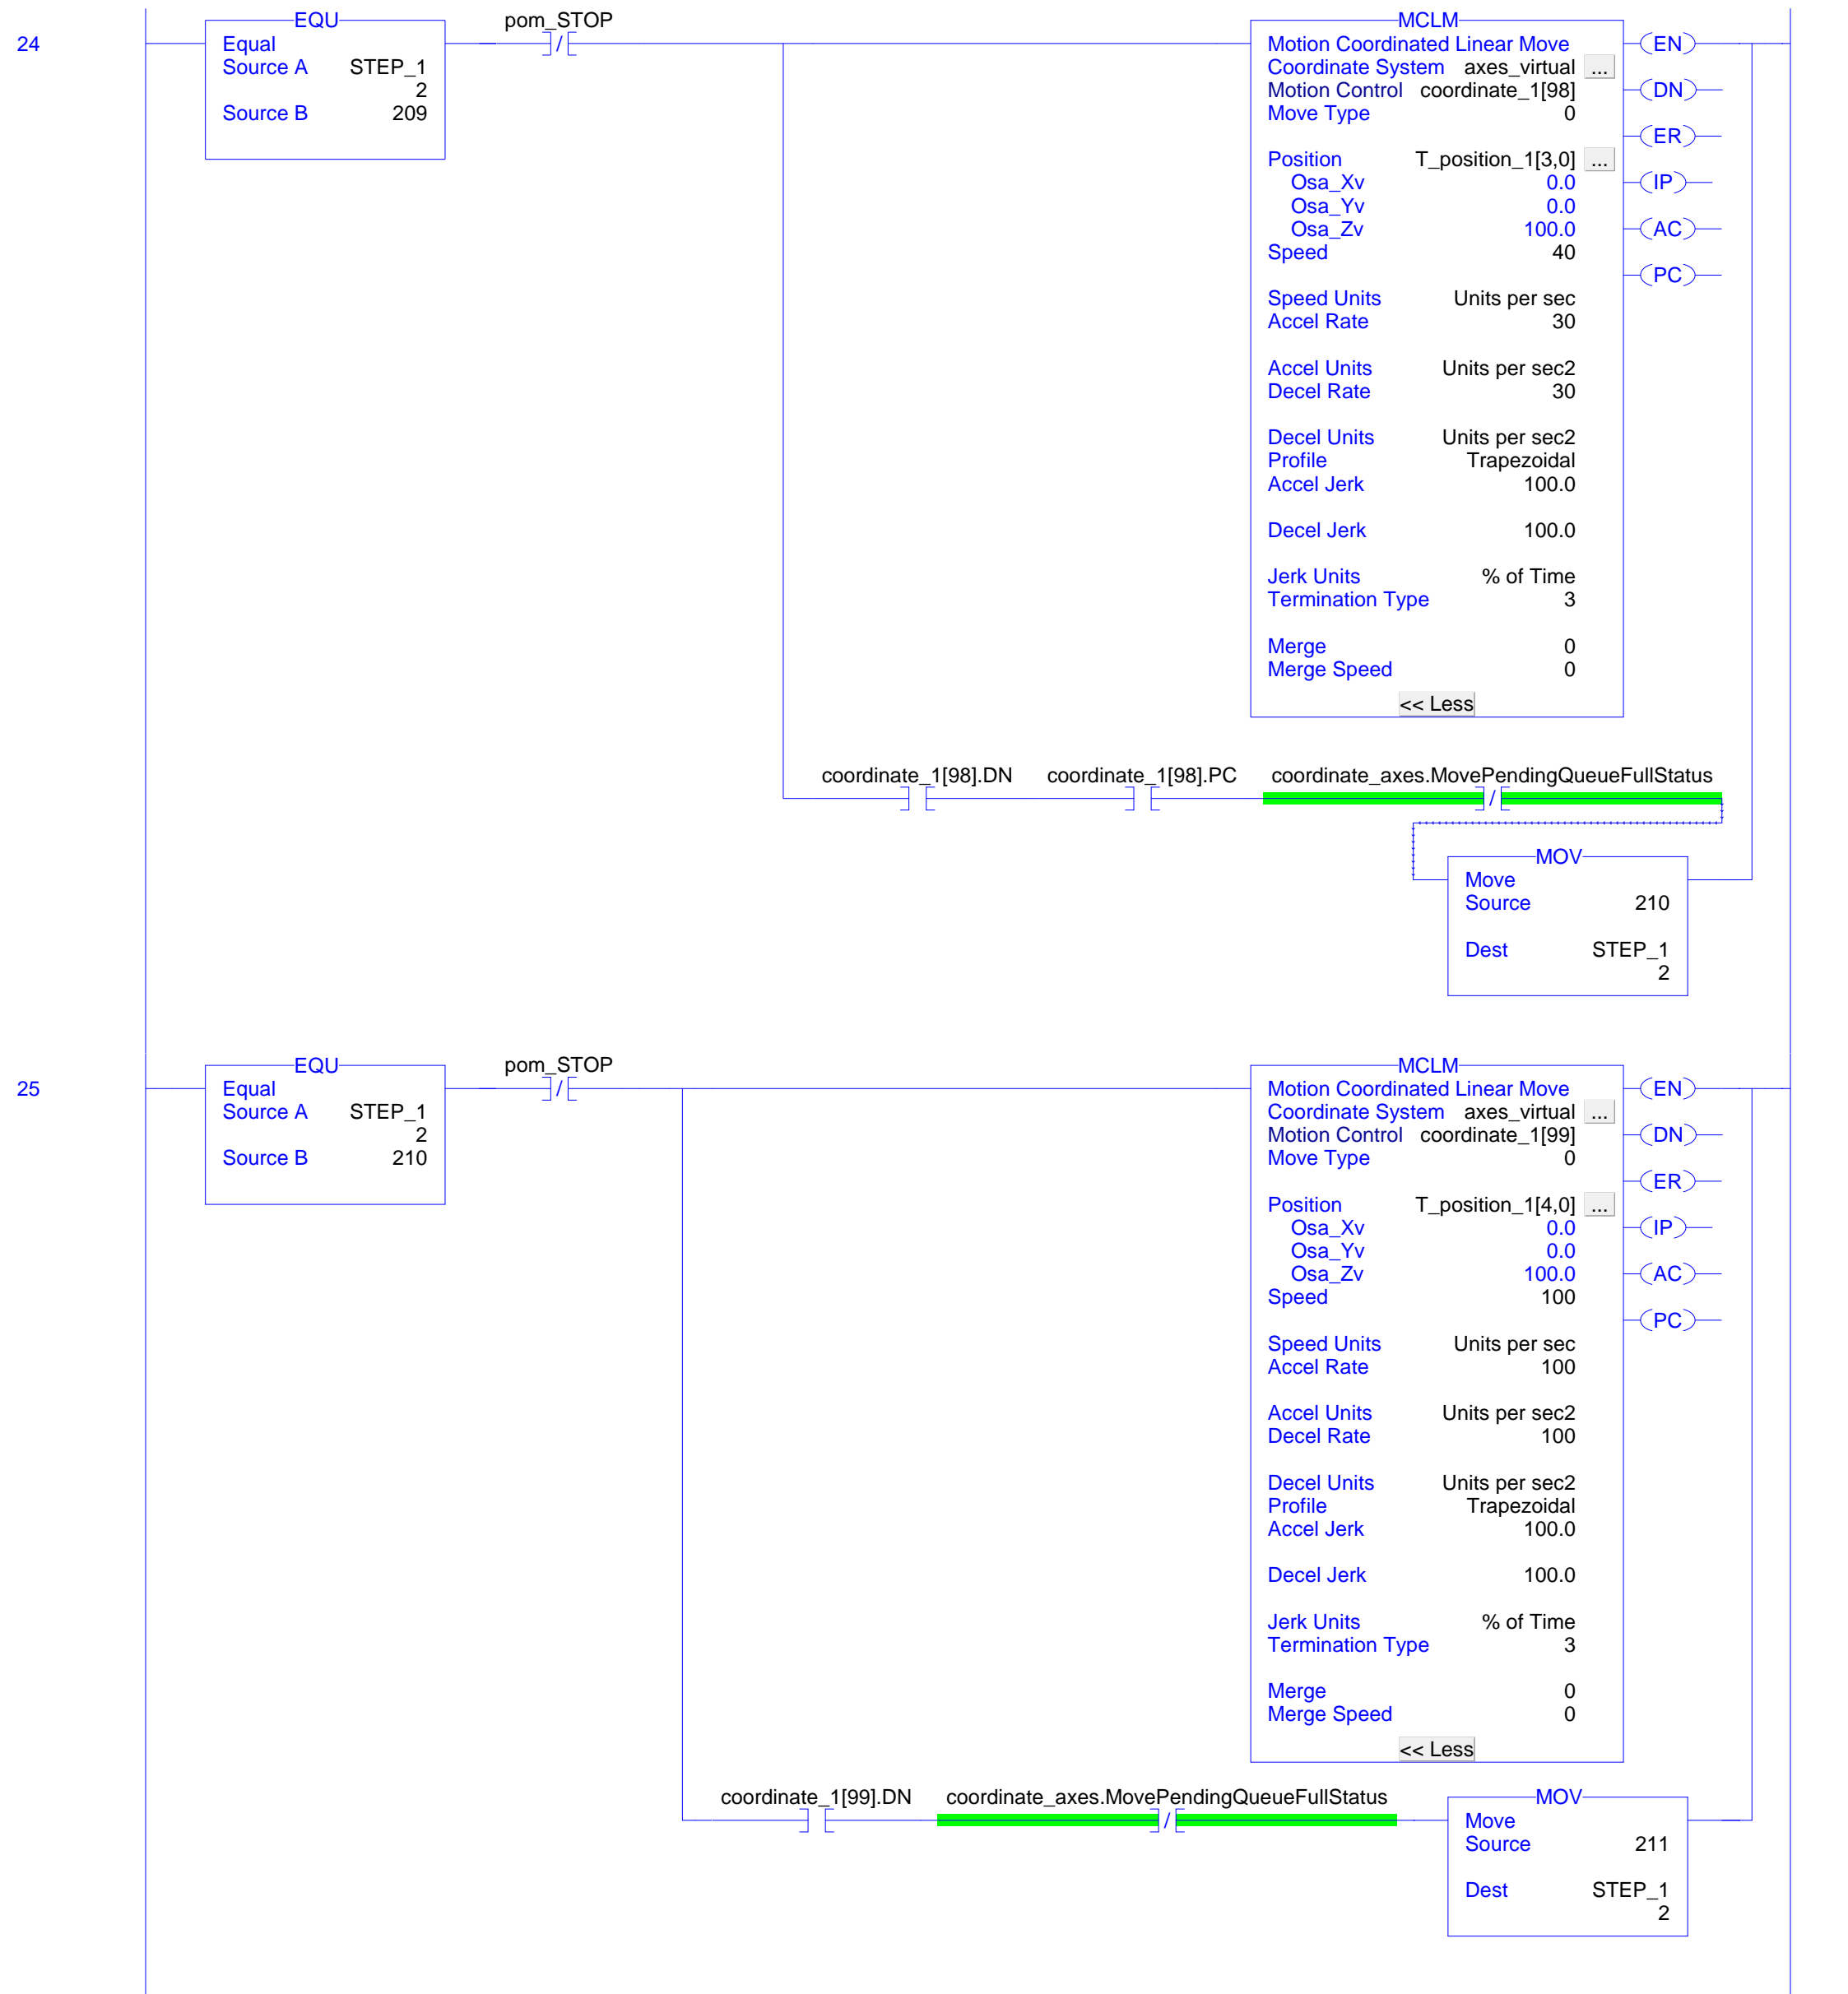 24
EQU
Equal
Source A STEP_1
2
Source B 209
pom_STOP
/
MCLM
Motion Coordinated Linear Move
Coordinate System axes_virtual ...
Motion Control coordinate_1[98]
Move Type 0
Position T_position_1[3,0] ...
Osa_Xv 0.0
Osa_Yv 0.0
Osa_Zv 100.0
Speed 40
Speed Units Units per sec
Accel Rate 30
Accel Units Units per sec2
Decel Rate 30
Decel Units Units per sec2
Profile Trapezoidal
Accel Jerk 100.0
Decel Jerk 100.0
Jerk Units % of Time
Termination Type 3
Merge 0
Merge Speed 0
<< Less
EN
DN
ER
IP
AC
PC
coordinate_1[98].DN coordinate_1[98].PC coordinate_axes.MovePendingQueueFullStatus
/
MOV
Move
Source 210
Dest STEP_1
2
25
EQU
Equal
Source A STEP_1
2
Source B 210
pom_STOP
/
MCLM
Motion Coordinated Linear Move
Coordinate System axes_virtual ...
Motion Control coordinate_1[99]
Move Type 0
Position T_position_1[4,0] ...
Osa_Xv 0.0
Osa_Yv 0.0
Osa_Zv 100.0
Speed 100
Speed Units Units per sec
Accel Rate 100
Accel Units Units per sec2
Decel Rate 100
Decel Units Units per sec2
Profile Trapezoidal
Accel Jerk 100.0
Decel Jerk 100.0
Jerk Units % of Time
Termination Type 3
Merge 0
Merge Speed 0
<< Less
EN
DN
ER
IP
AC
PC
coordinate_1[99].DN coordinate_axes.MovePendingQueueFullStatus
/
MOV
Move
Source 211
Dest STEP_1
2